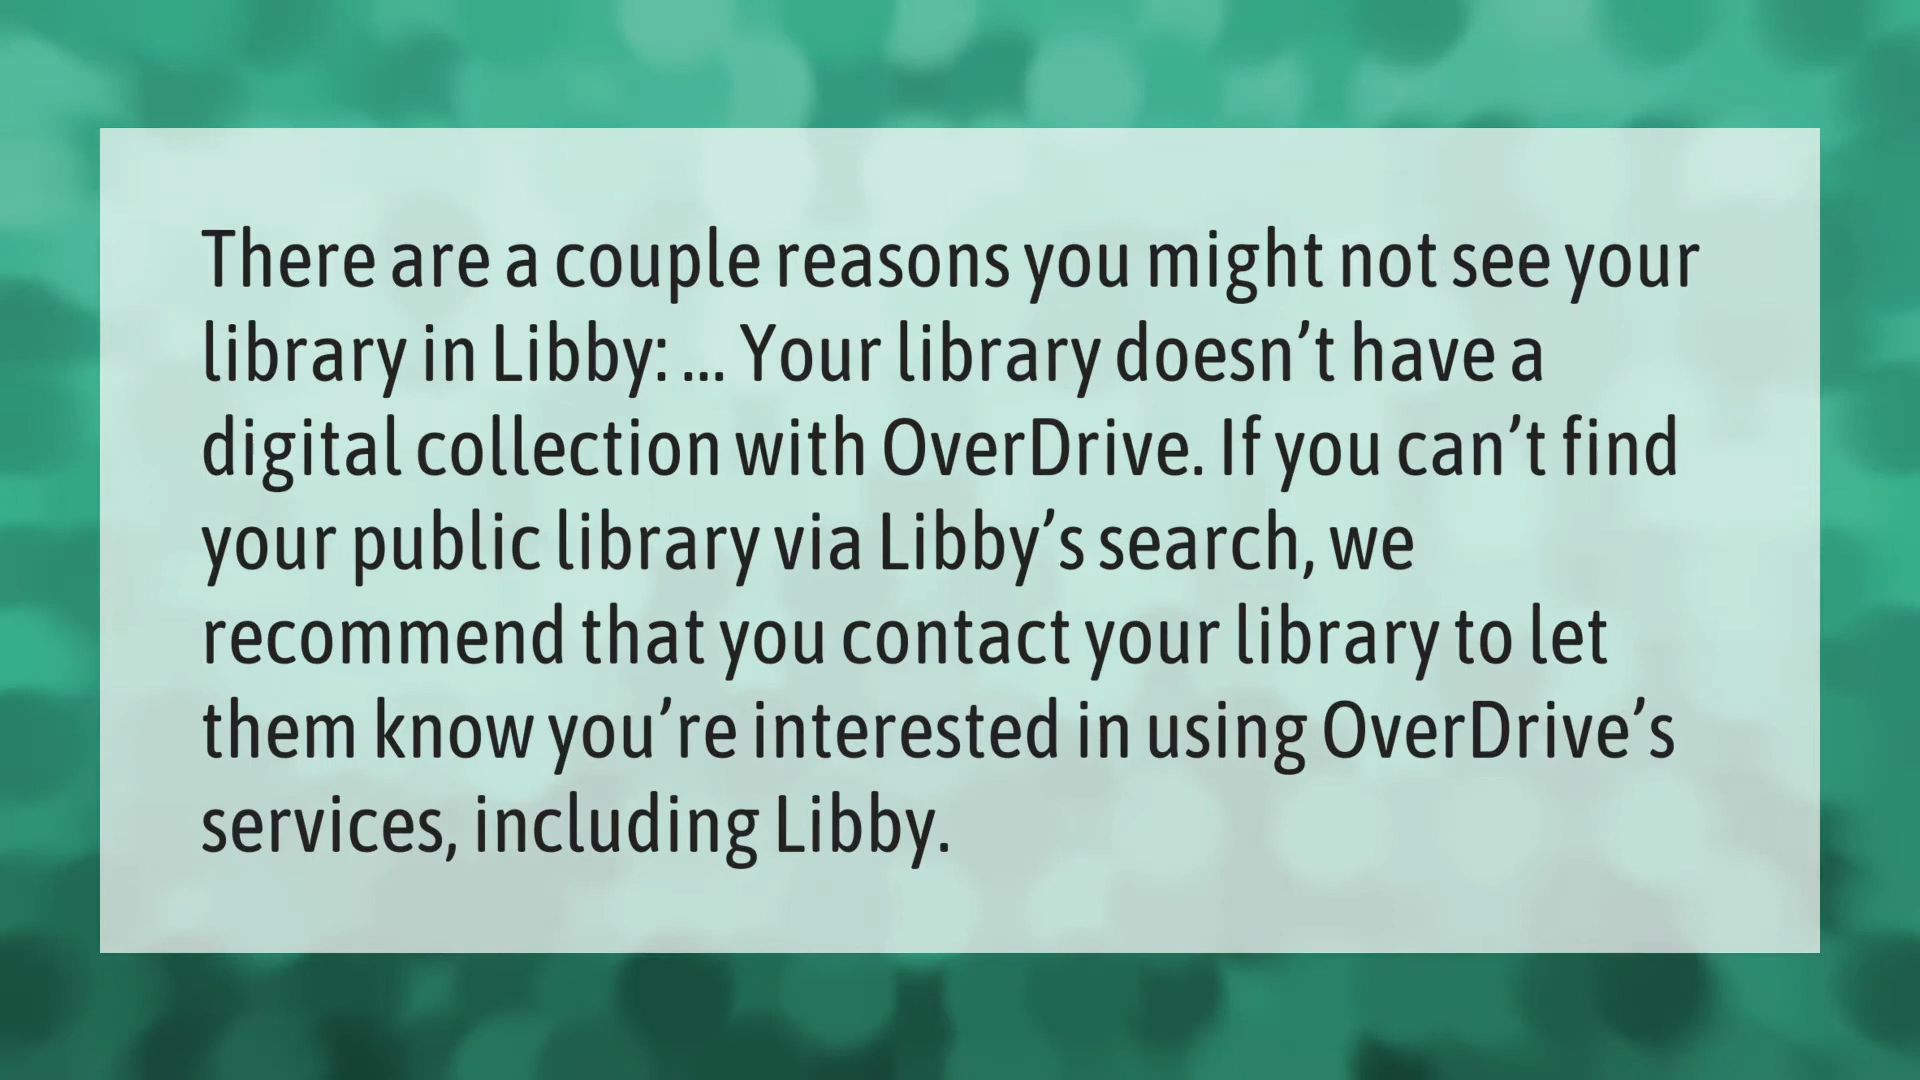 There are a couple reasons you might not see your
library in Libby: ... Your library doesn’t have a
digital collection with OverDrive. If you can’t find
your public library via Libby’s search, we
recommend that you contact your library to let
them know you’re interested in using OverDrive’s
services, including Libby.